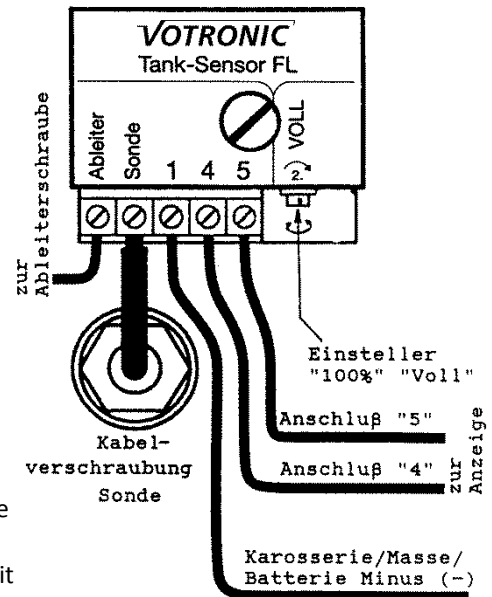 VOTRONIC
Tank-Sensor FL
Ableiter
Sonde
1
4
5
VOLL
2.
zur
Ableiterschraube
Einsteller
"100%" "Voll"
Anschluß "5"
Anschluß "4"
zur
Anzeige
Kabel-
verschraubung
Sonde
e
it
Karosserie/Masse/
Batterie Minus (-)